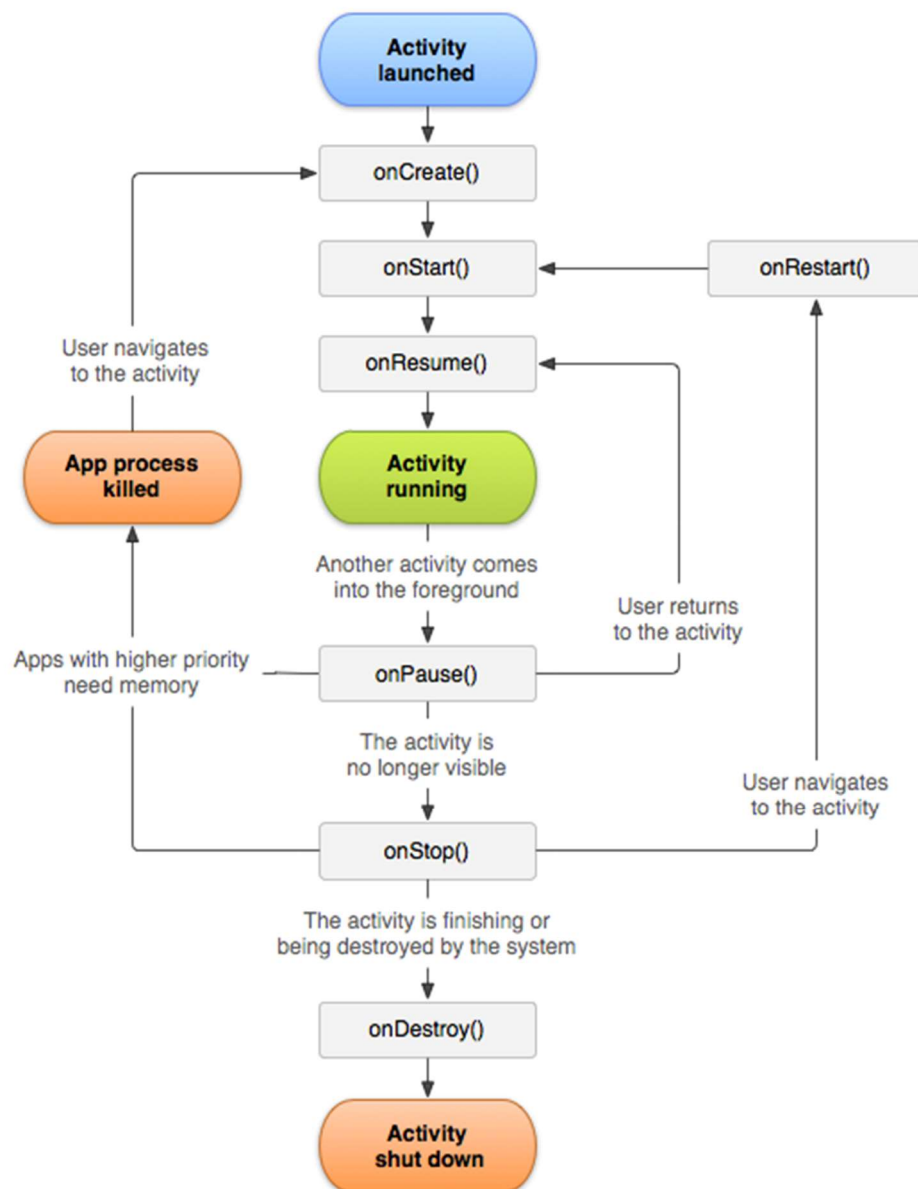 Activity
launched
onCreate()
onStart()
onRestart()
User navigates
to the activity
onResume()
App process
killed
Activity
running
Another activity comes
into the foreground
User returns
to the activity
Apps with higher priority
need memory
onPause()
The activity is
no longer visible
User navigates
to the activity
onStop()
The activity is finishing or
being destroyed by the system
onDestroy()
Activity
shut down